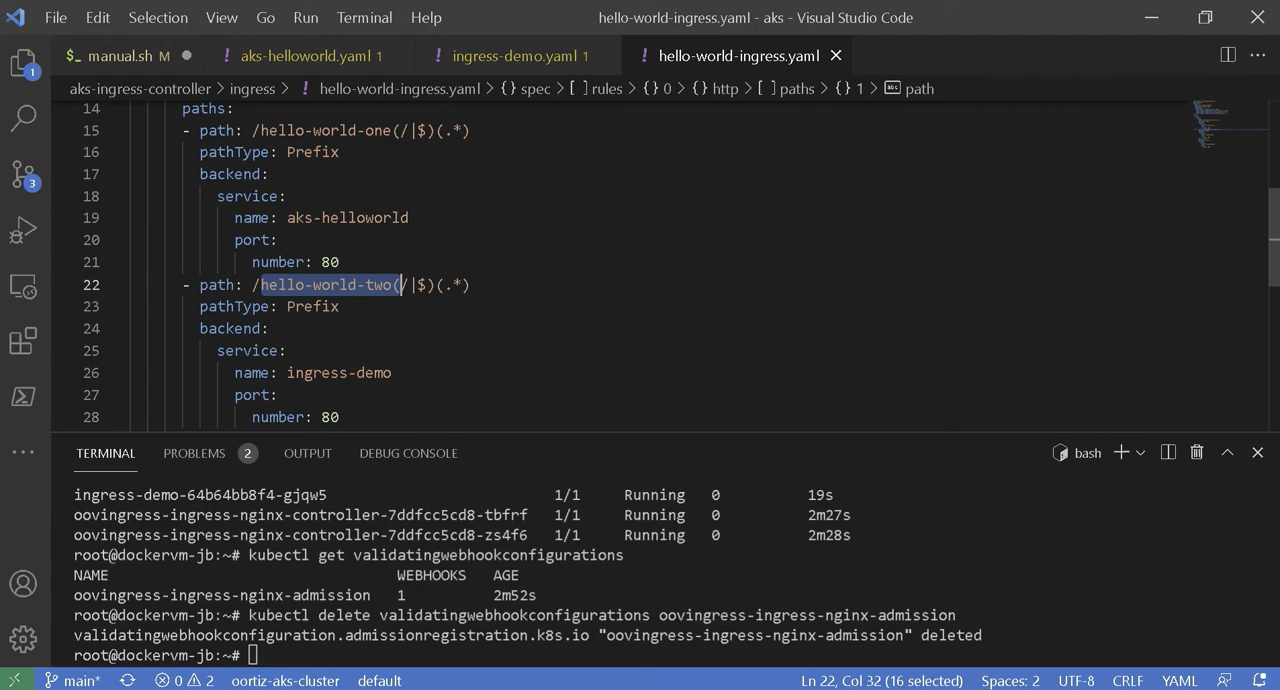 File Edit Selection View Go Run Terminal Help hello-world-ingress.yaml - aks - Visual Studio Code
$_ manual.sh M ● ! aks-helloworld.yaml 1 ! ingress-demo.yaml 1 ! hello-world-ingress.yaml ×
aks-ingress-controller > ingress > ! hello-world-ingress.yaml > {} spec > [ ] rules > {} 0 > {} http > [ ] paths > {} 1 > abc path
14 paths:
15 - path: /hello-world-one(/|$)(.*)
16 pathType: Prefix
17 backend:
18 service:
19 name: aks-helloworld
20 port:
21 number: 80
22 - path: /hello-world-two(/|$)(.*)
23 pathType: Prefix
24 backend:
25 service:
26 name: ingress-demo
27 port:
28 number: 80
1
3
TERMINAL PROBLEMS 2 OUTPUT DEBUG CONSOLE bash
ingress-demo-64b64bb8f4-gjqw5 1/1 Running 0 19s
oovingress-ingress-nginx-controller-7ddfcc5cd8-tbfrf 1/1 Running 0 2m27s
oovingress-ingress-nginx-controller-7ddfcc5cd8-zs4f6 1/1 Running 0 2m28s
root@dockervm-jb:~# kubectl get validatingwebhookconfigurations
NAME WEBHOOKS AGE
oovingress-ingress-nginx-admission 1 2m52s
root@dockervm-jb:~# kubectl delete validatingwebhookconfigurations oovingress-ingress-nginx-admission
validatingwebhookconfiguration.admissionregistration.k8s.io "oovingress-ingress-nginx-admission" deleted
root@dockervm-jb:~#
main* 0 2 oortiz-aks-cluster default Ln 22, Col 32 (16 selected) Spaces: 2 UTF-8 CRLF YAML